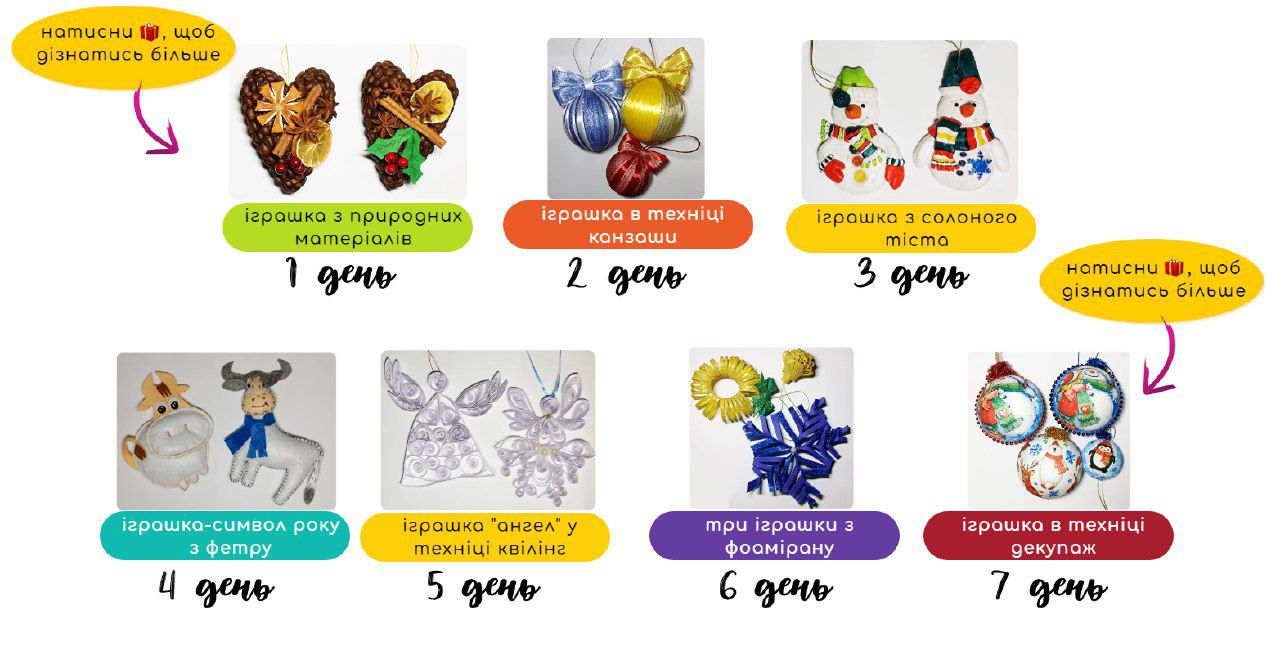 натисни 🎁, щоб
дізнатись більше
іграшка з природних
матеріалів
1 день
іграшка в техніці
канзаши
2 день
іграшка з солоного
тіста
3 день
натисни 🎁, щоб
дізнатись більше
іграшка-символ року
з фетру
4 день
іграшка "ангел" у
техніці квілінг
5 день
три іграшки з
фоамірану
6 день
іграшка в техніці
декупаж
7 день